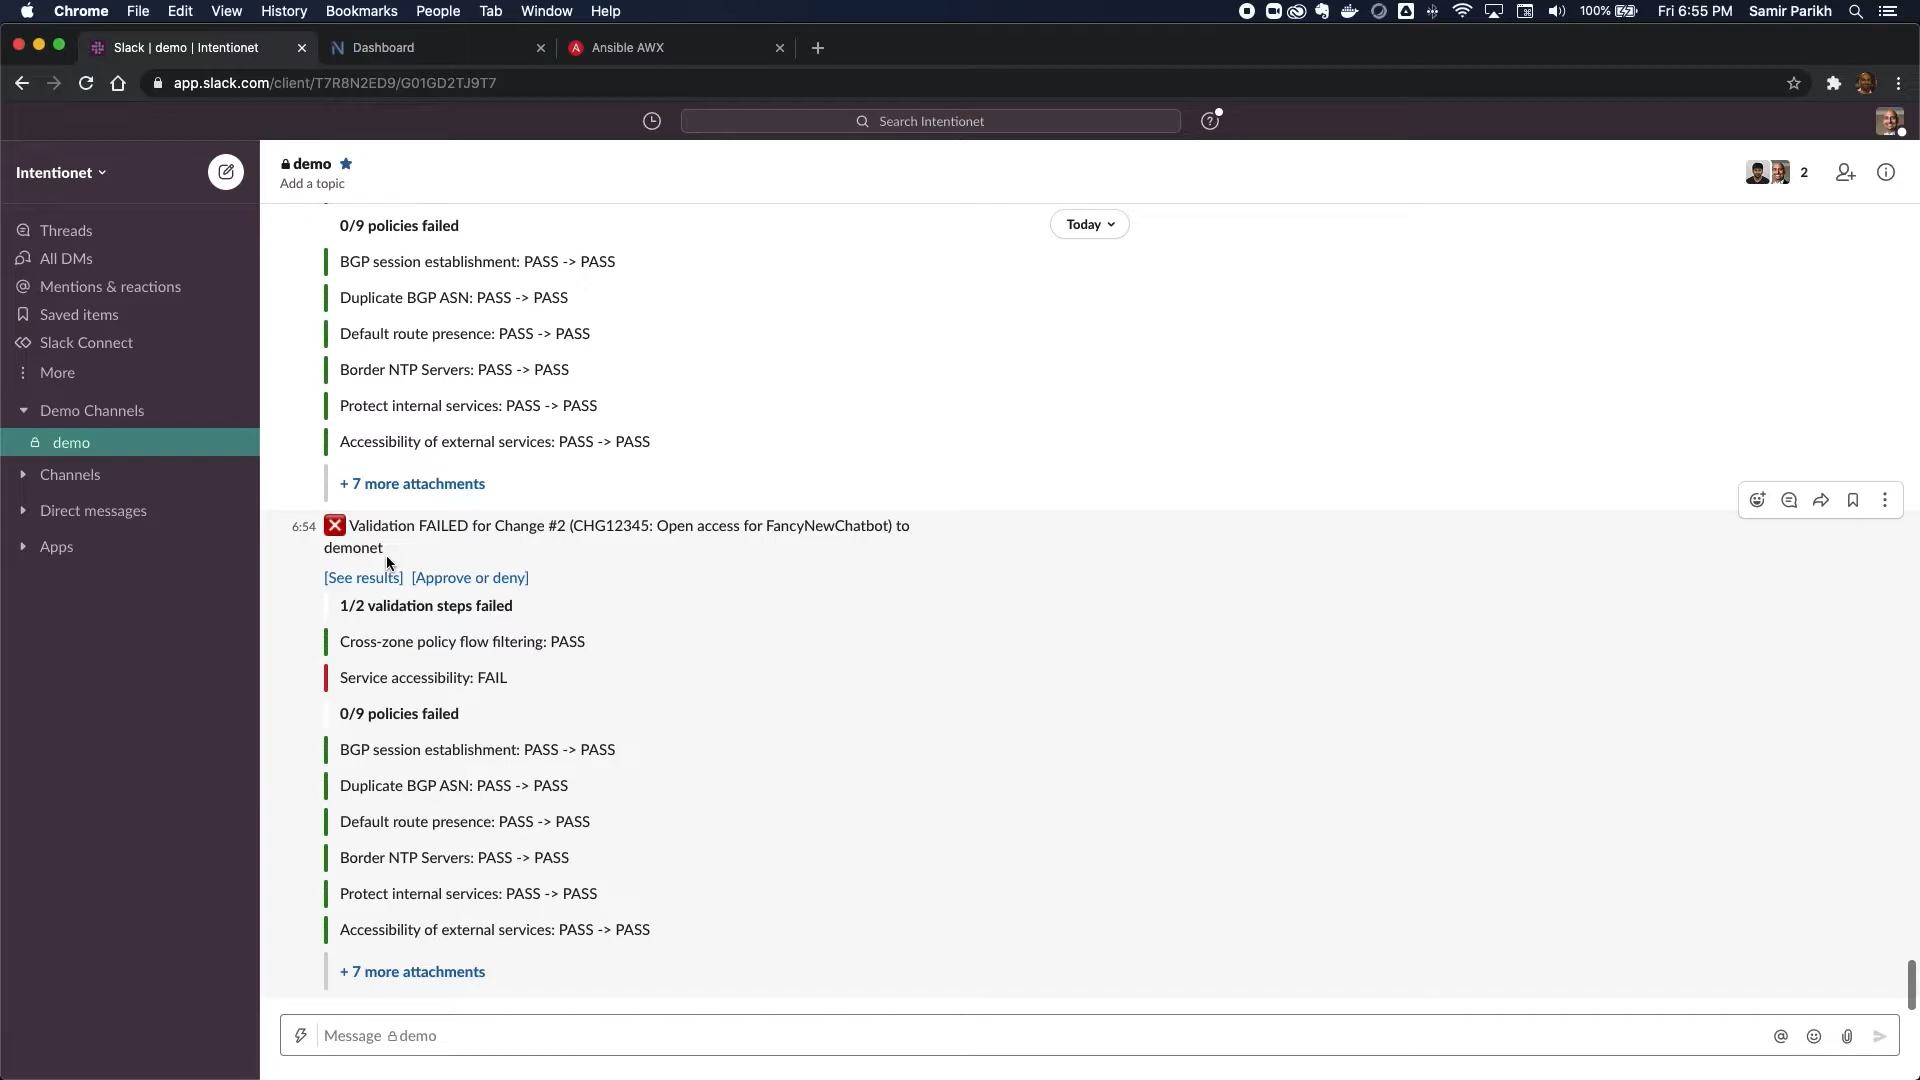 Chrome File Edit View History Bookmarks People Tab Window Help 100% Fri 6:55 PM Samir Parikh
Slack | demo | Intentionet Dashboard Ansible AWX
app.slack.com/client/T7R8N2ED9/G01GD2TJ9T7
Search Intentionet
Intentionet
Threads
All DMs
Mentions & reactions
Saved items
Slack Connect
More
Demo Channels
demo
Channels
Direct messages
Apps
demo
Add a topic
2
Today
0/9 policies failed
BGP session establishment: PASS -> PASS
Duplicate BGP ASN: PASS -> PASS
Default route presence: PASS -> PASS
Border NTP Servers: PASS -> PASS
Protect internal services: PASS -> PASS
Accessibility of external services: PASS -> PASS
+ 7 more attachments
6:54 Validation FAILED for Change #2 (CHG12345: Open access for FancyNewChatbot) to
demonet
[See results] [Approve or deny]
1/2 validation steps failed
Cross-zone policy flow filtering: PASS
Service accessibility: FAIL
0/9 policies failed
BGP session establishment: PASS -> PASS
Duplicate BGP ASN: PASS -> PASS
Default route presence: PASS -> PASS
Border NTP Servers: PASS -> PASS
Protect internal services: PASS -> PASS
Accessibility of external services: PASS -> PASS
+ 7 more attachments
Message demo